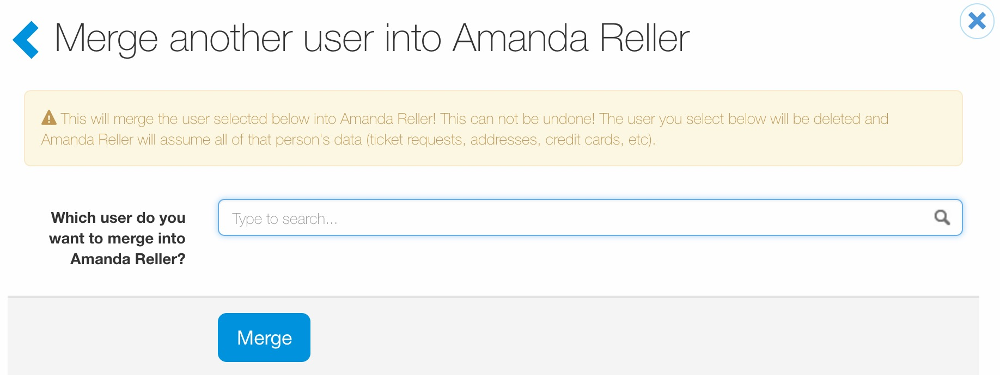 Merge another user into Amanda Reller
This will merge the user selected below into Amanda Reller! This can not be undone! The user you select below will be deleted and
Amanda Reller will assume all of that person's data (ticket requests, addresses, credit cards, etc).
Which user do you
want to merge into
Amanda Reller?
Type to search...
Merge